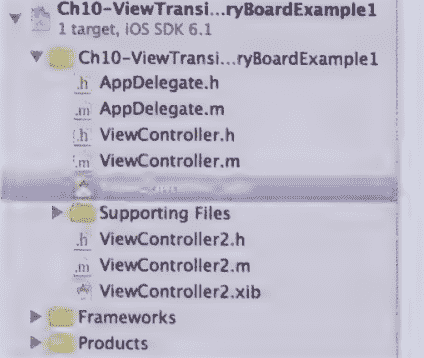 Ch10-ViewTransi...ryBoardExample1
1 target, iOS SDK 6.1
Ch10-ViewTransi...ryBoardExample1
.h AppDelegate.h
.m AppDelegate.m
.h ViewController.h
.m ViewController.m
Supporting Files
.h ViewController2.h
.m ViewController2.m
ViewController2.xib
Frameworks
Products